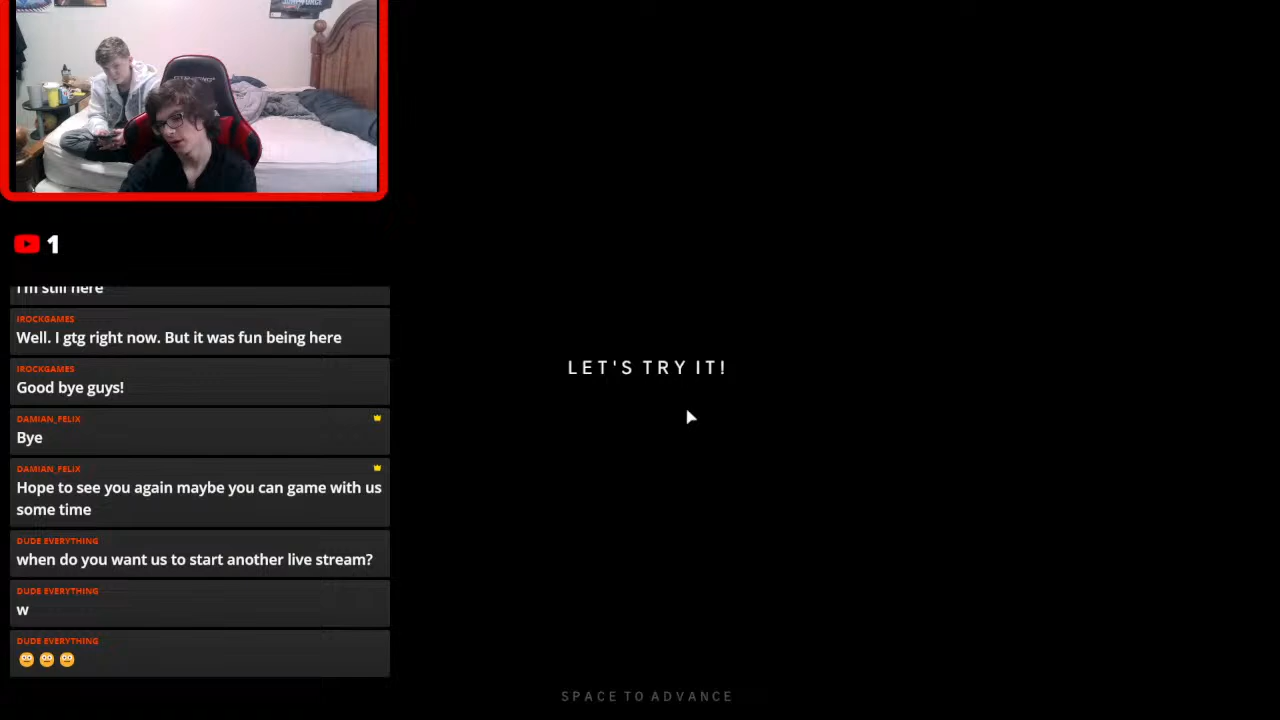 1
I'm still here
IROCKGAMES
Well. I gtg right now. But it was fun being here
IROCKGAMES
Good bye guys!
DAMIAN_FELIX
Bye
DAMIAN_FELIX
Hope to see you again maybe you can game with us
some time
DUDE EVERYTHING
when do you want us to start another live stream?
DUDE EVERYTHING
w
DUDE EVERYTHING
😳😳😳
LET'S TRY IT!
SPACE TO ADVANCE